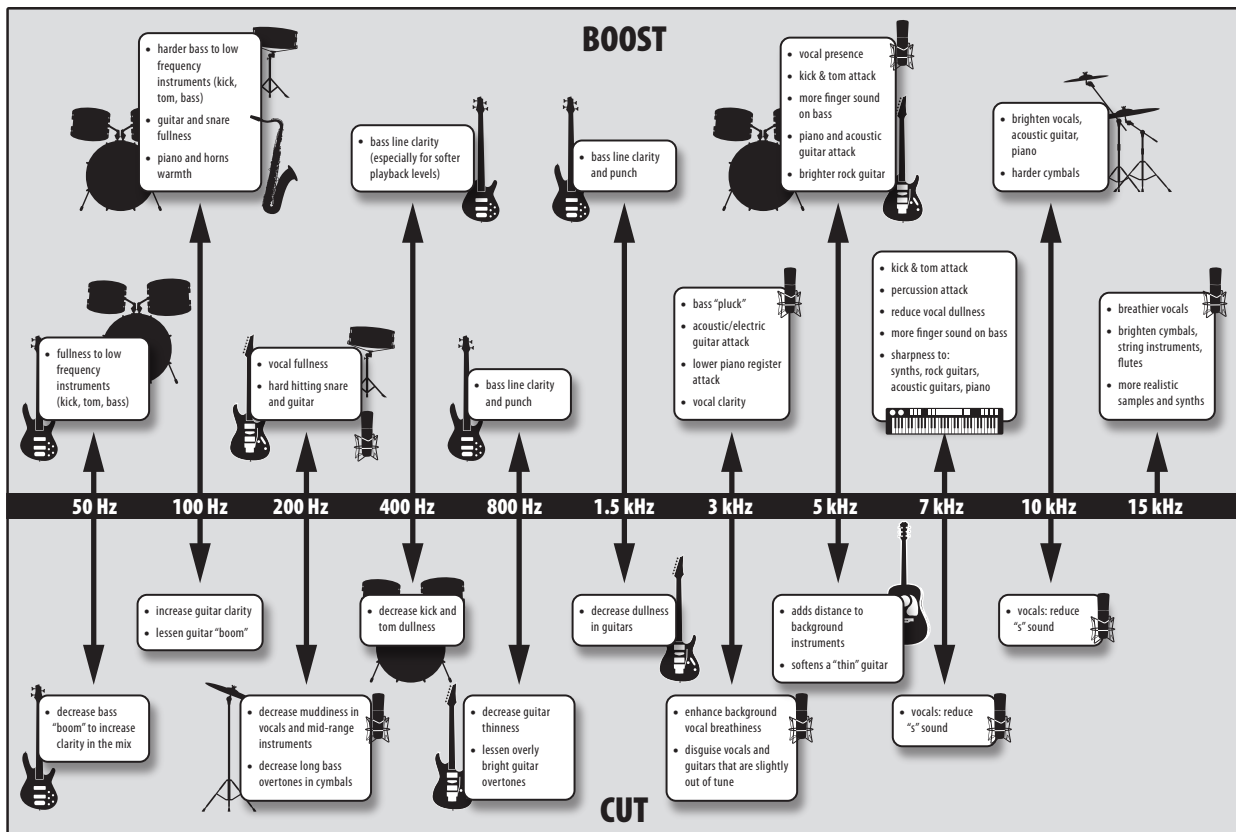 BOOST
• harder bass to low
frequency
instruments (kick,
tom, bass)
• guitar and snare
fullness
• piano and horns
warmth
• bass line clarity
(especially for softer
playback levels)
• bass line clarity
and punch
• vocal presence
• kick & tom attack
• more finger sound
on bass
• piano and acoustic
guitar attack
• brighter rock guitar
• brighten vocals,
acoustic guitar,
piano
• harder cymbals
• fullness to low
frequency
instruments
(kick, tom, bass)
• vocal fullness
• hard hitting snare
and guitar
• bass line clarity
and punch
• bass “pluck”
• acoustic/electric
guitar attack
• lower piano register
attack
• vocal clarity
• kick & tom attack
• percussion attack
• reduce vocal dullness
• more finger sound on bass
• sharpness to:
synths, rock guitars,
acoustic guitars, piano
• breathier vocals
• brighten cymbals,
string instruments,
flutes
• more realistic
samples and synths
50 Hz 100 Hz 200 Hz 400 Hz 800 Hz 1.5 kHz 3 kHz 5 kHz 7 kHz 10 kHz 15 kHz
• increase guitar clarity
• lessen guitar “boom”
• decrease kick and
tom dullness
• decrease dullness
in guitars
• adds distance to
background
instruments
• softens a “thin” guitar
• vocals: reduce
“s” sound
• decrease bass
“boom” to increase
clarity in the mix
• decrease muddiness in
vocals and mid-range
instruments
• decrease long bass
overtones in cymbals
• decrease guitar
thinness
• lessen overly
bright guitar
overtones
• enhance background
vocal breathiness
• disguise vocals and
guitars that are slightly
out of tune
• vocals: reduce
“s” sound
CUT